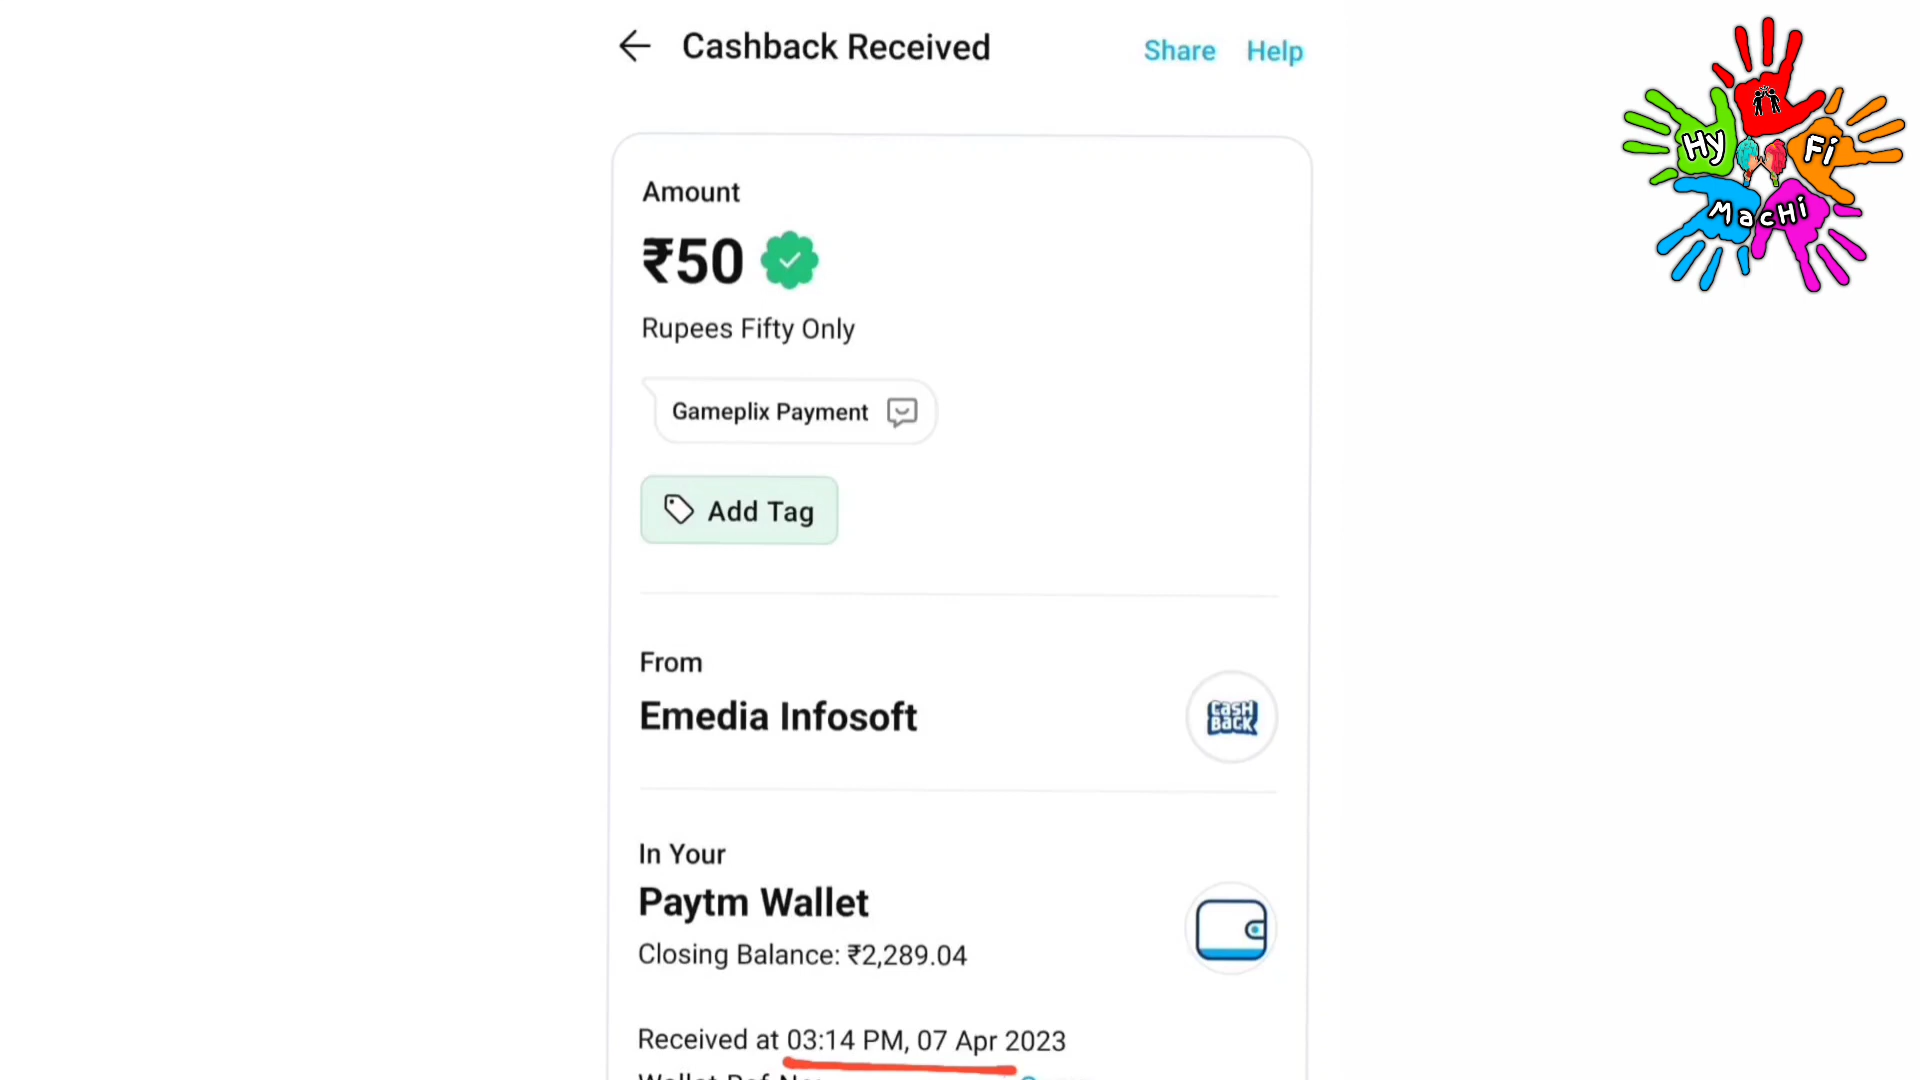 Cashback Received
Share Help
Amount
₹50
Rupees Fifty Only
Gameplix Payment
Add Tag
From
Emedia Infosoft
CASH
BACK
In Your
Paytm Wallet
Closing Balance: ₹2,289.04
Received at 03:14 PM, 07 Apr 2023
Hy
Fi
MacHi